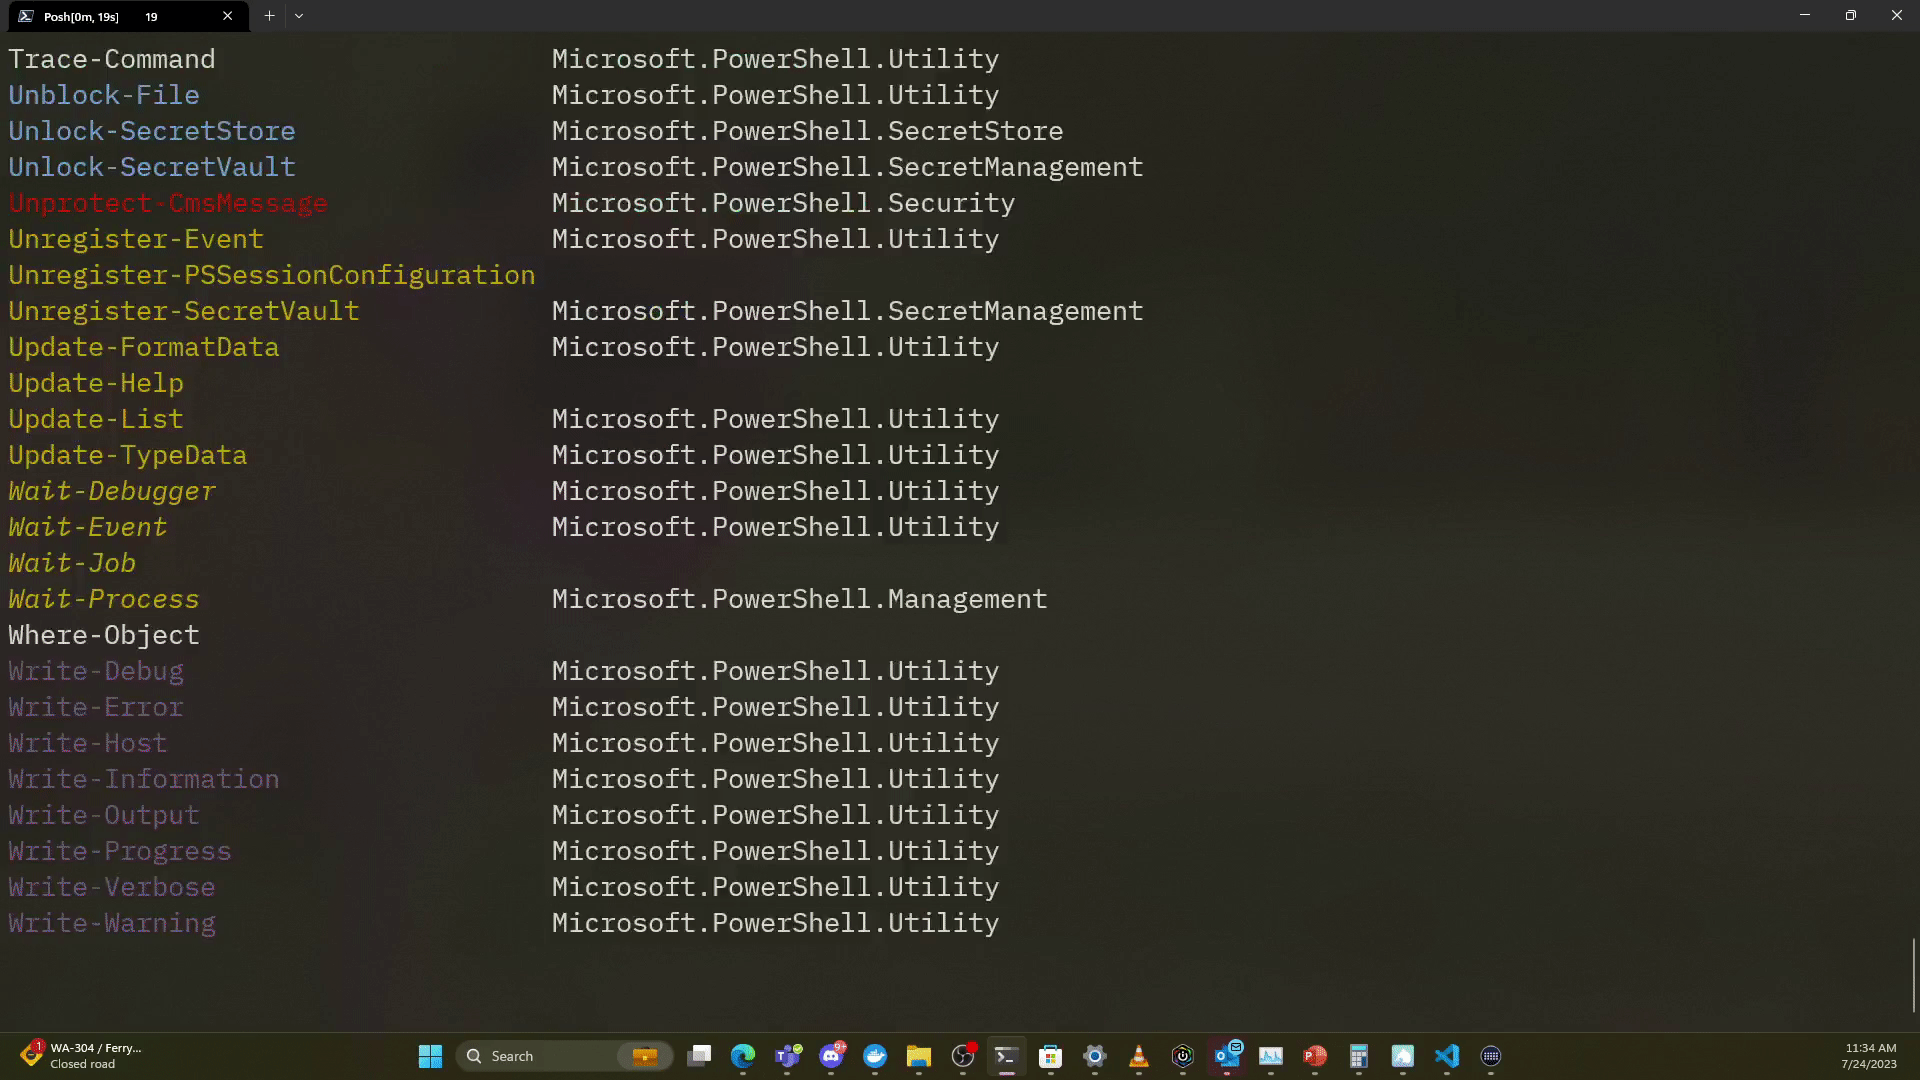 Posh[0m, 19s] 19
Trace-Command Microsoft.PowerShell.Utility
Unblock-File Microsoft.PowerShell.Utility
Unlock-SecretStore Microsoft.PowerShell.SecretStore
Unlock-SecretVault Microsoft.PowerShell.SecretManagement
Unprotect-CmsMessage Microsoft.PowerShell.Security
Unregister-Event Microsoft.PowerShell.Utility
Unregister-PSSessionConfiguration
Unregister-SecretVault Microsoft.PowerShell.SecretManagement
Update-FormatData Microsoft.PowerShell.Utility
Update-Help
Update-List Microsoft.PowerShell.Utility
Update-TypeData Microsoft.PowerShell.Utility
Wait-Debugger Microsoft.PowerShell.Utility
Wait-Event Microsoft.PowerShell.Utility
Wait-Job
Wait-Process Microsoft.PowerShell.Management
Where-Object
Write-Debug Microsoft.PowerShell.Utility
Write-Error Microsoft.PowerShell.Utility
Write-Host Microsoft.PowerShell.Utility
Write-Information Microsoft.PowerShell.Utility
Write-Output Microsoft.PowerShell.Utility
Write-Progress Microsoft.PowerShell.Utility
Write-Verbose Microsoft.PowerShell.Utility
Write-Warning Microsoft.PowerShell.Utility
1
WA-304 / Ferry...
Closed road
Search
9+
11:34 AM
7/24/2023